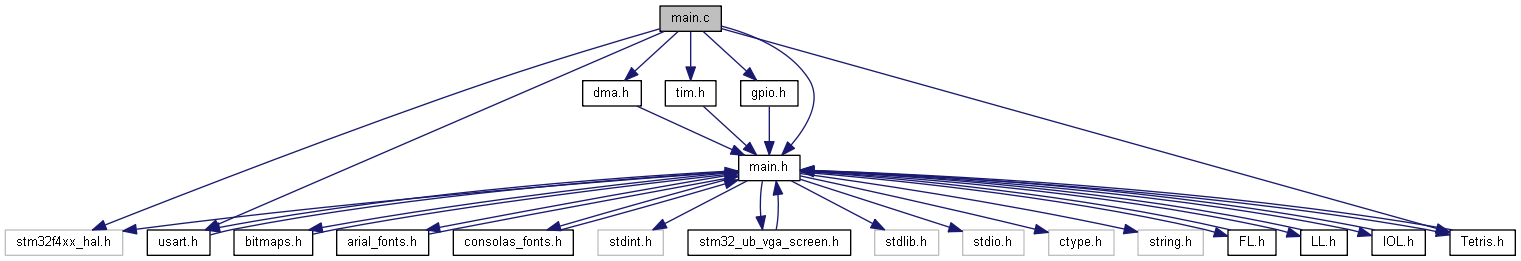 main.c
dma.h
tim.h
gpio.h
main.h
stm32f4xx_hal.h
usart.h
bitmaps.h
arial_fonts.h
consolas_fonts.h
stdint.h
stm32_ub_vga_screen.h
stdlib.h
stdio.h
ctype.h
string.h
FL.h
LL.h
IOL.h
Tetris.h